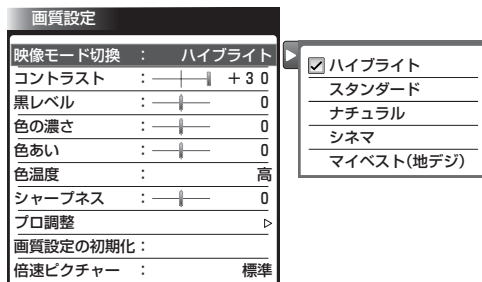 画質設定
映像モード切換 : ハイブライト
コントラスト : +30
黒レベル : 0
色の濃さ : 0
色あい : 0
色温度 : 高
シャープネス : 0
プロ調整
画質設定の初期化 :
倍速ピクチャー : 標準
ハイブライト
スタンダード
ナチュラル
シネマ
マイベスト(地デジ)